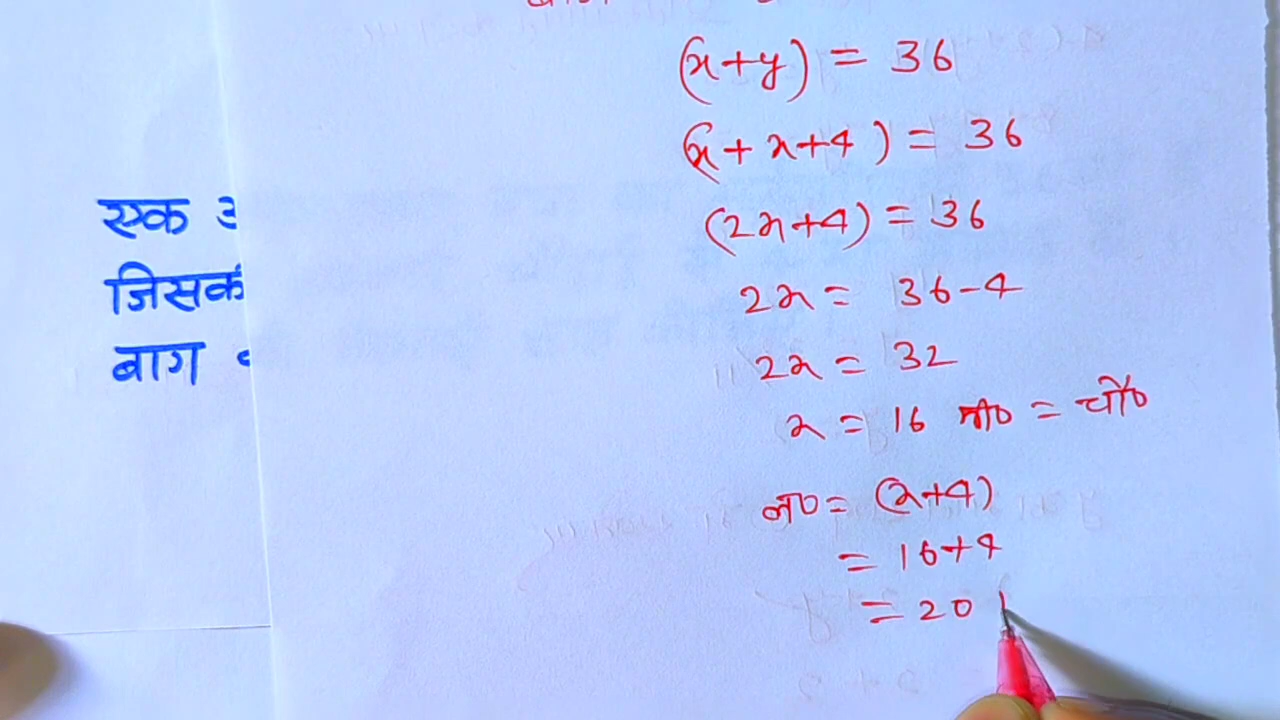 (x+y) = 36
(x+x+4) = 36
(2x+4) = 36
2x = 36-4
2x = 32
x = 16 मी० = चौ०
ल० = (x+4)
= 16+4
= 20
एक
जिसकी
बाग